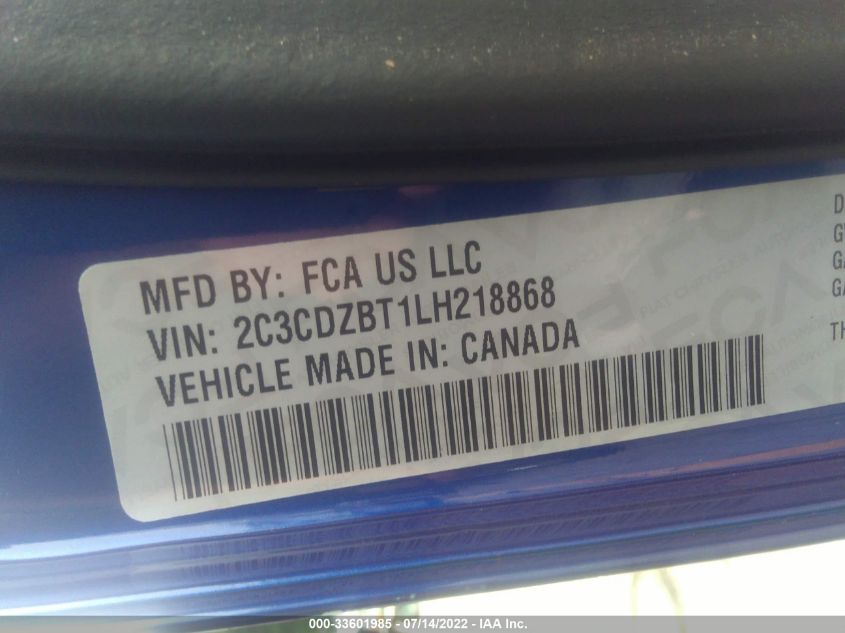 MFD BY: FCA US LLC
VIN: 2C3CDZBT1LH218868
VEHICLE MADE IN: CANADA
000-33601985 - 07/14/2022 - IAA Inc.